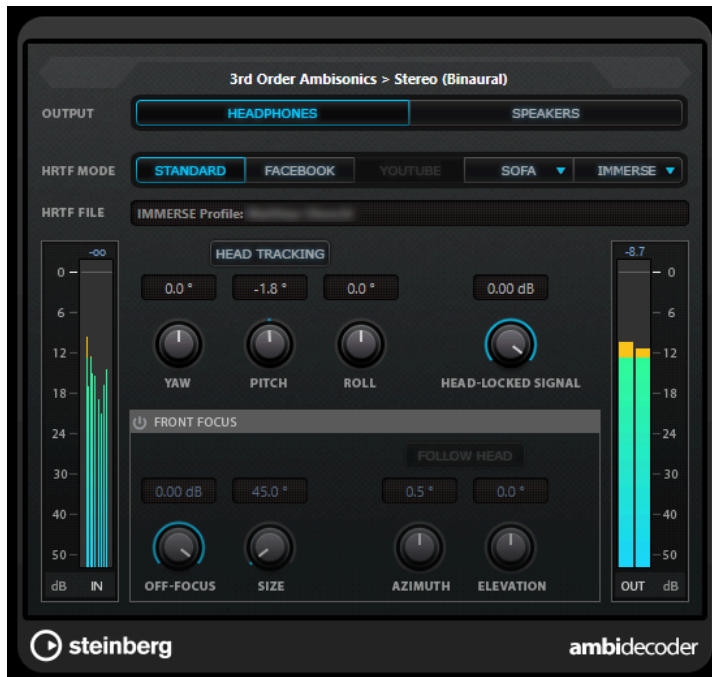 3rd Order Ambisonics > Stereo (Binaural)
OUTPUT HEADPHONES SPEAKERS
HRTF MODE STANDARD FACEBOOK YOUTUBE SOFA IMMERSE
HRTF FILE IMMERSE Profile:
-∞ HEAD TRACKING -8.7
0.0 ° -1.8 ° 0.0 ° 0.00 dB
YAW PITCH ROLL HEAD-LOCKED SIGNAL
0 6 12 18 24 30 40 50
dB IN
FRONT FOCUS
FOLLOW HEAD
0.00 dB 45.0 ° 0.5 ° 0.0 °
OFF-FOCUS SIZE AZIMUTH ELEVATION
0 6 12 18 24 30 40 50
OUT dB
steinberg ambidecoder